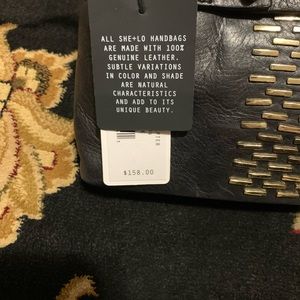 ALL SHE+LO HANDBAGS
ARE MADE WITH 100%
GENUINE LEATHER.
SUBTLE VARIATIONS
IN COLOR AND SHADE
ARE NATURAL
CHARACTERISTICS
AND ADD TO ITS
UNIQUE BEAUTY.
$158.00